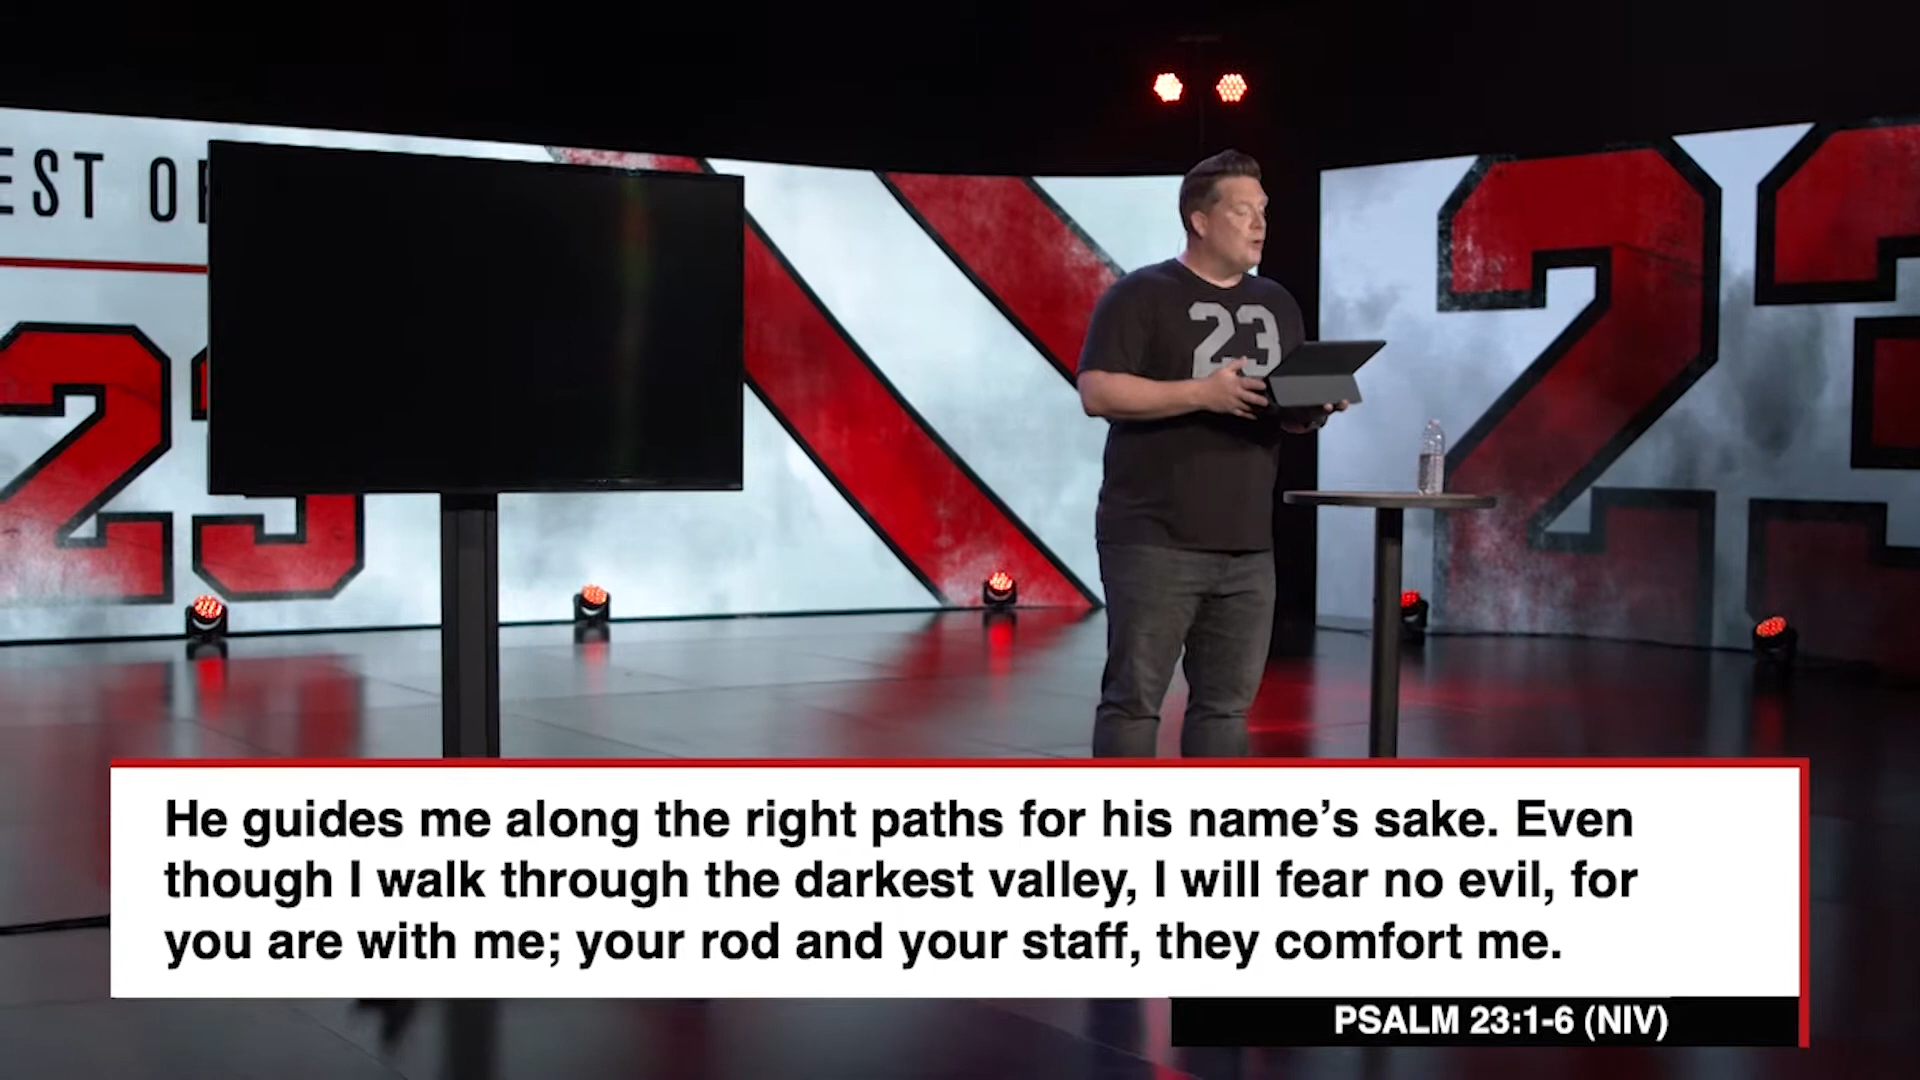 EST OF
23
23
23
He guides me along the right paths for his name’s sake. Even
though I walk through the darkest valley, I will fear no evil, for
you are with me; your rod and your staff, they comfort me.
PSALM 23:1-6 (NIV)